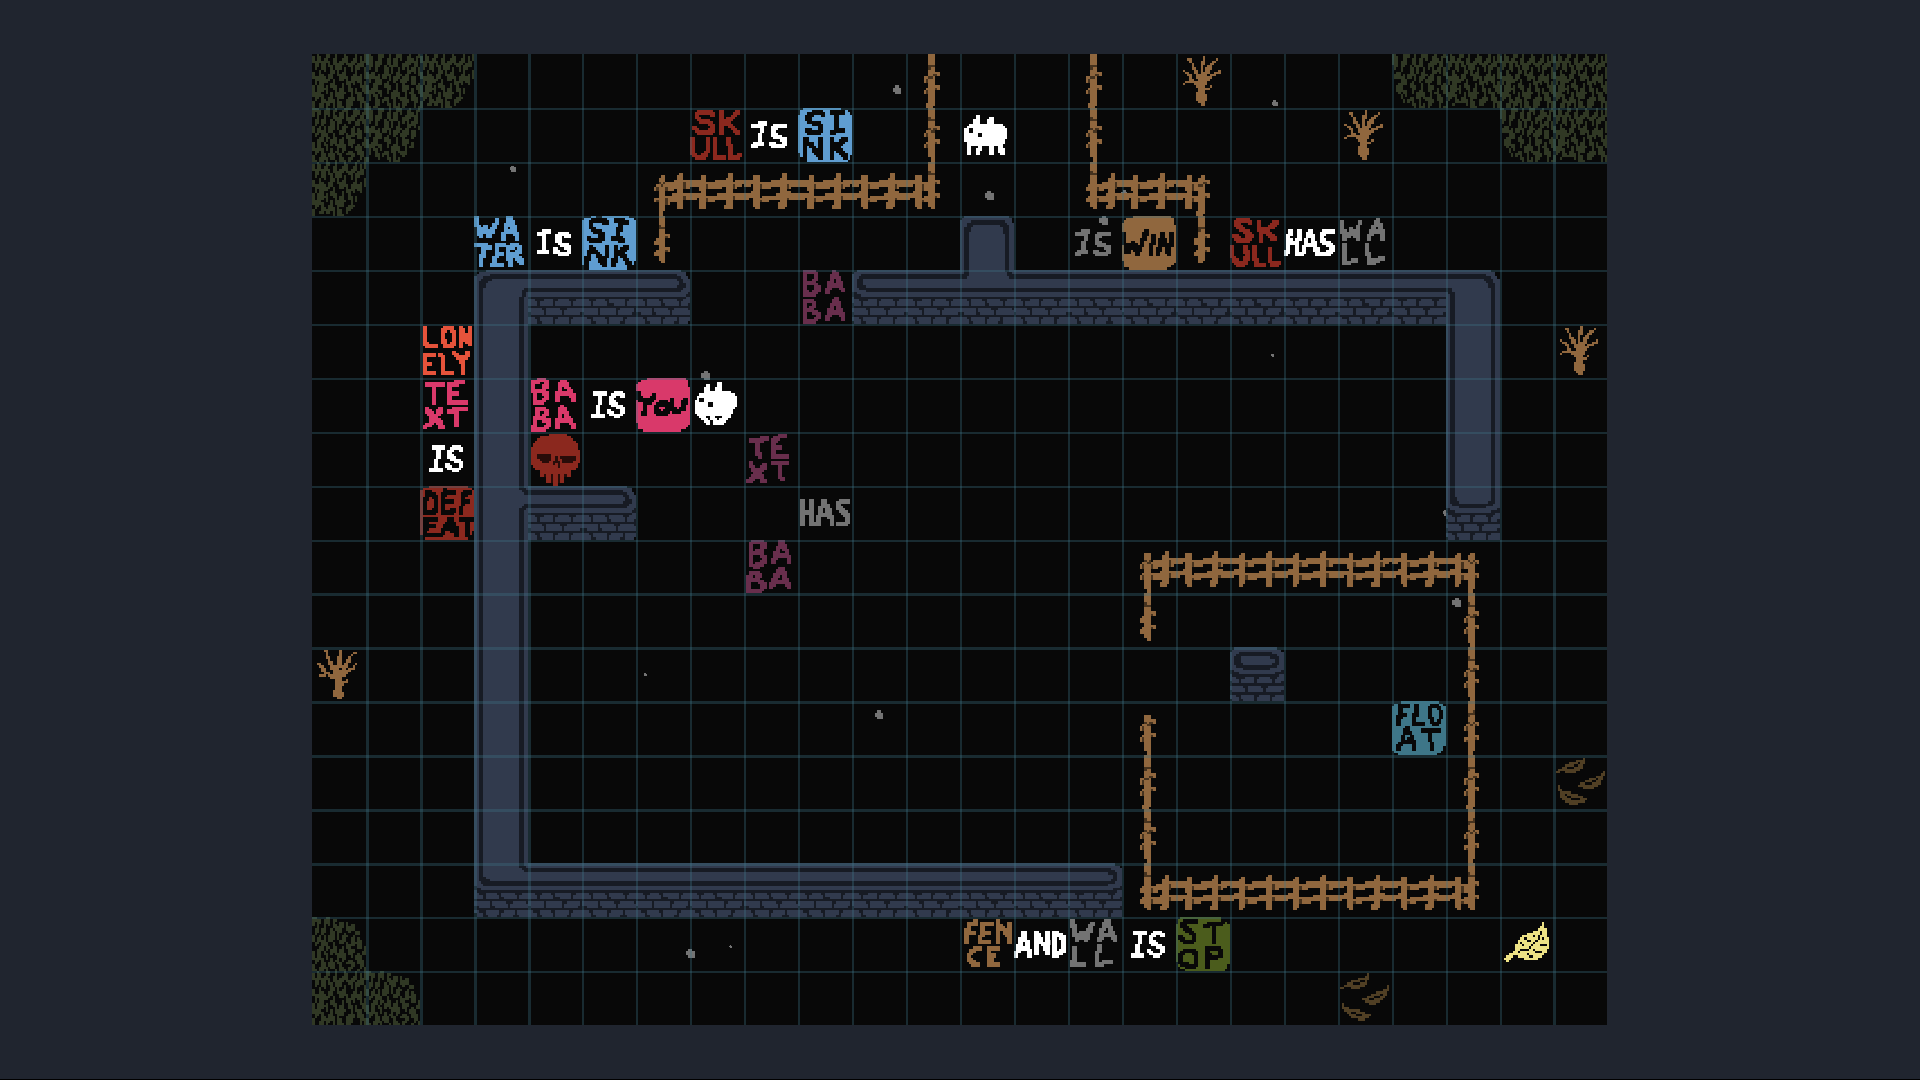 SKULL IS SINK
WATER IS SINK
IS WIN
SKULL HAS WALL
BABA
LONELY
TEXT
IS
DEFEAT
BABA IS YOU
TEXT
HAS
BABA
FLOAT
FENCE AND WALL IS STOP